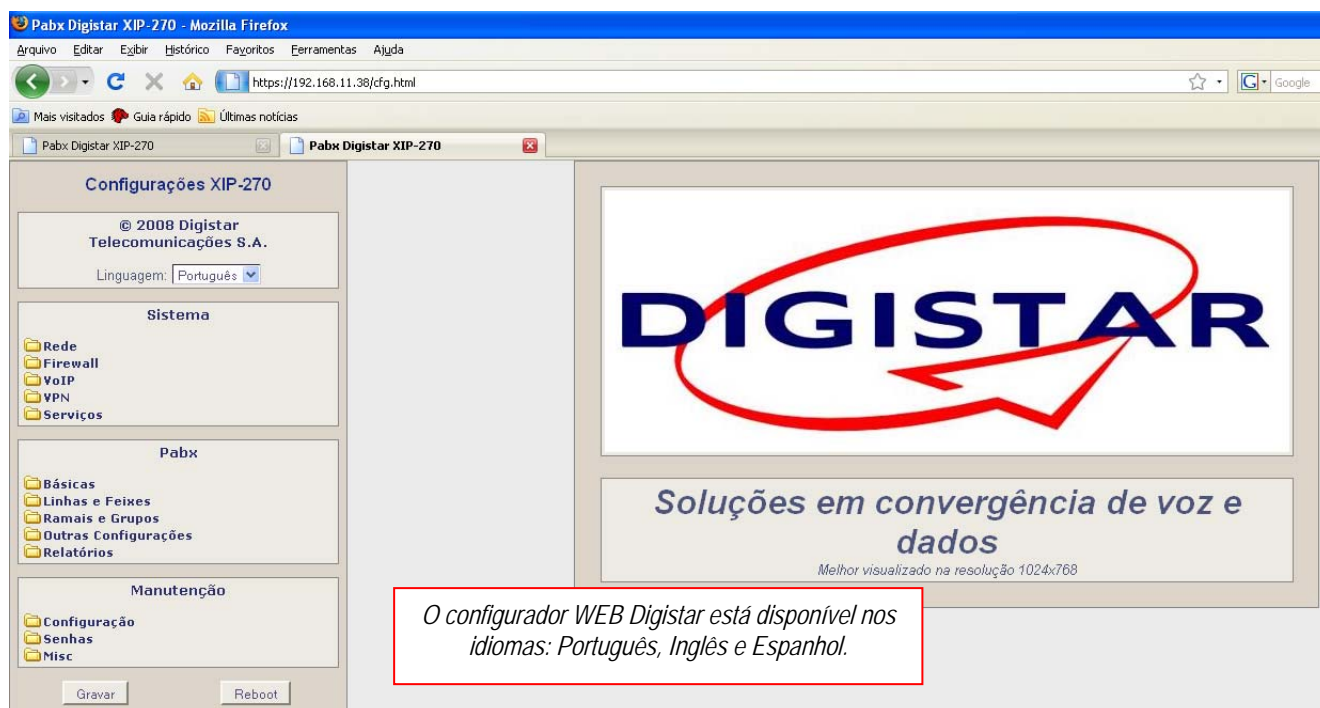 Pabx Digistar XIP-270 - Mozilla Firefox
Arquivo Editar Exibir Histórico Favoritos Ferramentas Ajuda
https://192.168.11.38/cfg.html
Google
Mais visitados Guia rápido Últimas notícias
Pabx Digistar XIP-270
Pabx Digistar XIP-270
Configurações XIP-270
© 2008 Digistar
Telecomunicações S.A.
Linguagem: Português
Sistema
Rede
Firewall
VoIP
VPN
Serviços
Pabx
Básicas
Linhas e Feixes
Ramais e Grupos
Outras Configurações
Relatórios
Manutenção
Configuração
Senhas
Misc
Gravar Reboot
DIGISTAR
Soluções em convergência de voz e
dados
Melhor visualizado na resolução 1024x768
O configurador WEB Digistar está disponível nos
idiomas: Português, Inglês e Espanhol.